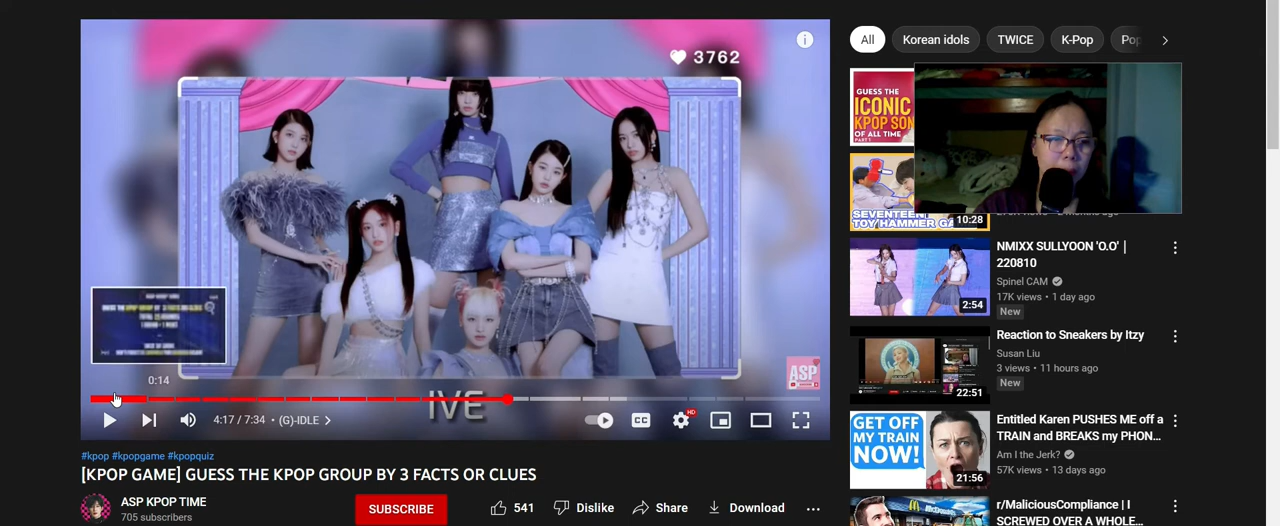 3762
ASP
IVE
0:14
4:17 / 7:34 • (G)-IDLE
CC
HD
#kpop #kpopgame #kpopquiz
[KPOP GAME] GUESS THE KPOP GROUP BY 3 FACTS OR CLUES
ASP KPOP TIME
705 subscribers
SUBSCRIBE
541
Dislike
Share
Download
All
Korean idols
TWICE
K-Pop
Pop
GUESS THE
ICONIC
KPOP SON
OF ALL TIME
PART 1
SEVENTEEN
TOY HAMMER GA
10:28
2:54
NMIXX SULLYOON 'O.O' |
220810
Spinel CAM
17K views • 1 day ago
New
22:51
Reaction to Sneakers by Itzy
Susan Liu
3 views • 11 hours ago
New
GET OFF
MY TRAIN
NOW!
21:56
Entitled Karen PUSHES ME off a
TRAIN and BREAKS my PHON...
Am I the Jerk?
57K views • 13 days ago
r/MaliciousCompliance | I
SCREWED OVER A WHOLE...